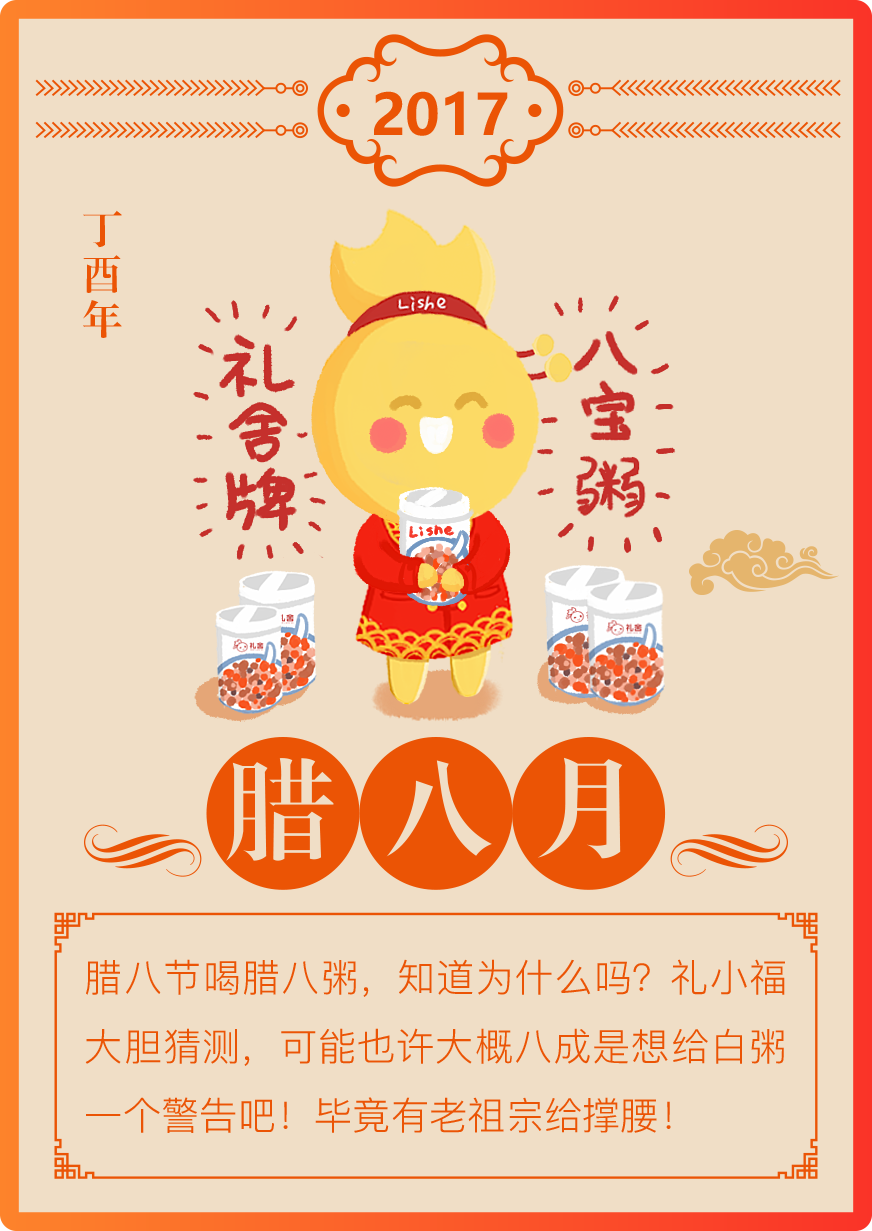 2017
丁酉年
Lishe
礼舍牌
八宝粥
Lishe
礼舍
礼舍
礼舍
腊八月
腊八节喝腊八粥，知道为什么吗？礼小福
大胆猜测，可能也许大概八成是想给白粥
一个警告吧！毕竟有老祖宗给撑腰！